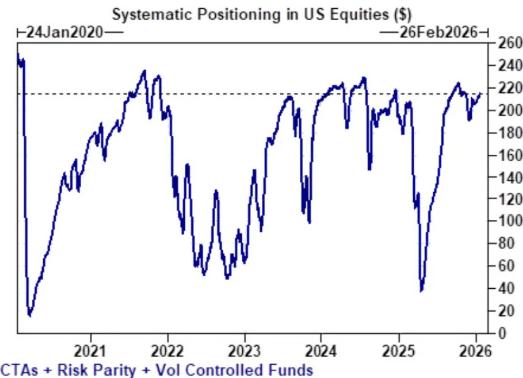 Systematic Positioning in US Equities ($)
24Jan2020
26Feb2026
260
240
220
200
180
160
140
120
100
80
60
40
20
0
2021 2022 2023 2024 2025 2026
CTAs + Risk Parity + Vol Controlled Funds